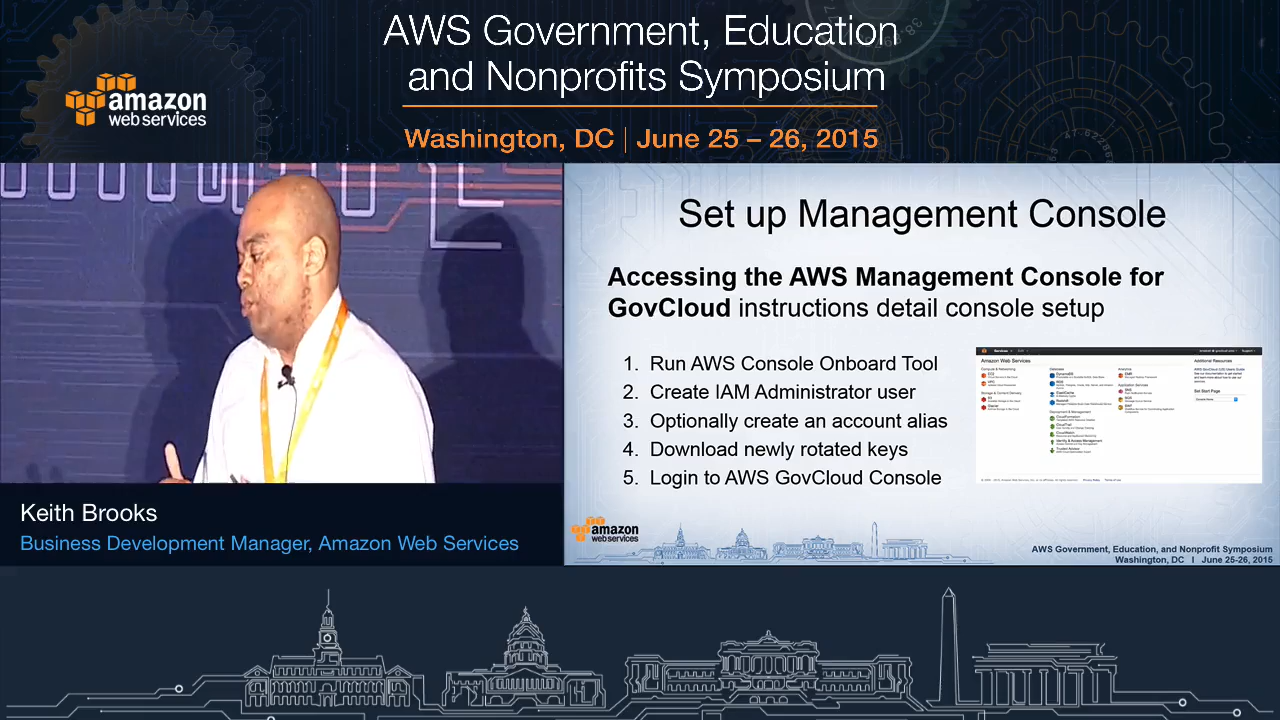 AWS Government, Education
and Nonprofits Symposium
amazon
web services
Washington, DC | June 25 – 26, 2015
Set up Management Console
Accessing the AWS Management Console for
GovCloud instructions detail console setup
1. Run AWS Console Onboard Tool
2. Create IAM Administrator user
3. Optionally create an account alias
4. Download newly rotated keys
5. Login to AWS GovCloud Console
Services
Amazon Web Services
Keith Brooks
Business Development Manager, Amazon Web Services
amazon
web services
AWS Government, Education, and Nonprofit Symposium
Washington, DC I June 25-26, 2015